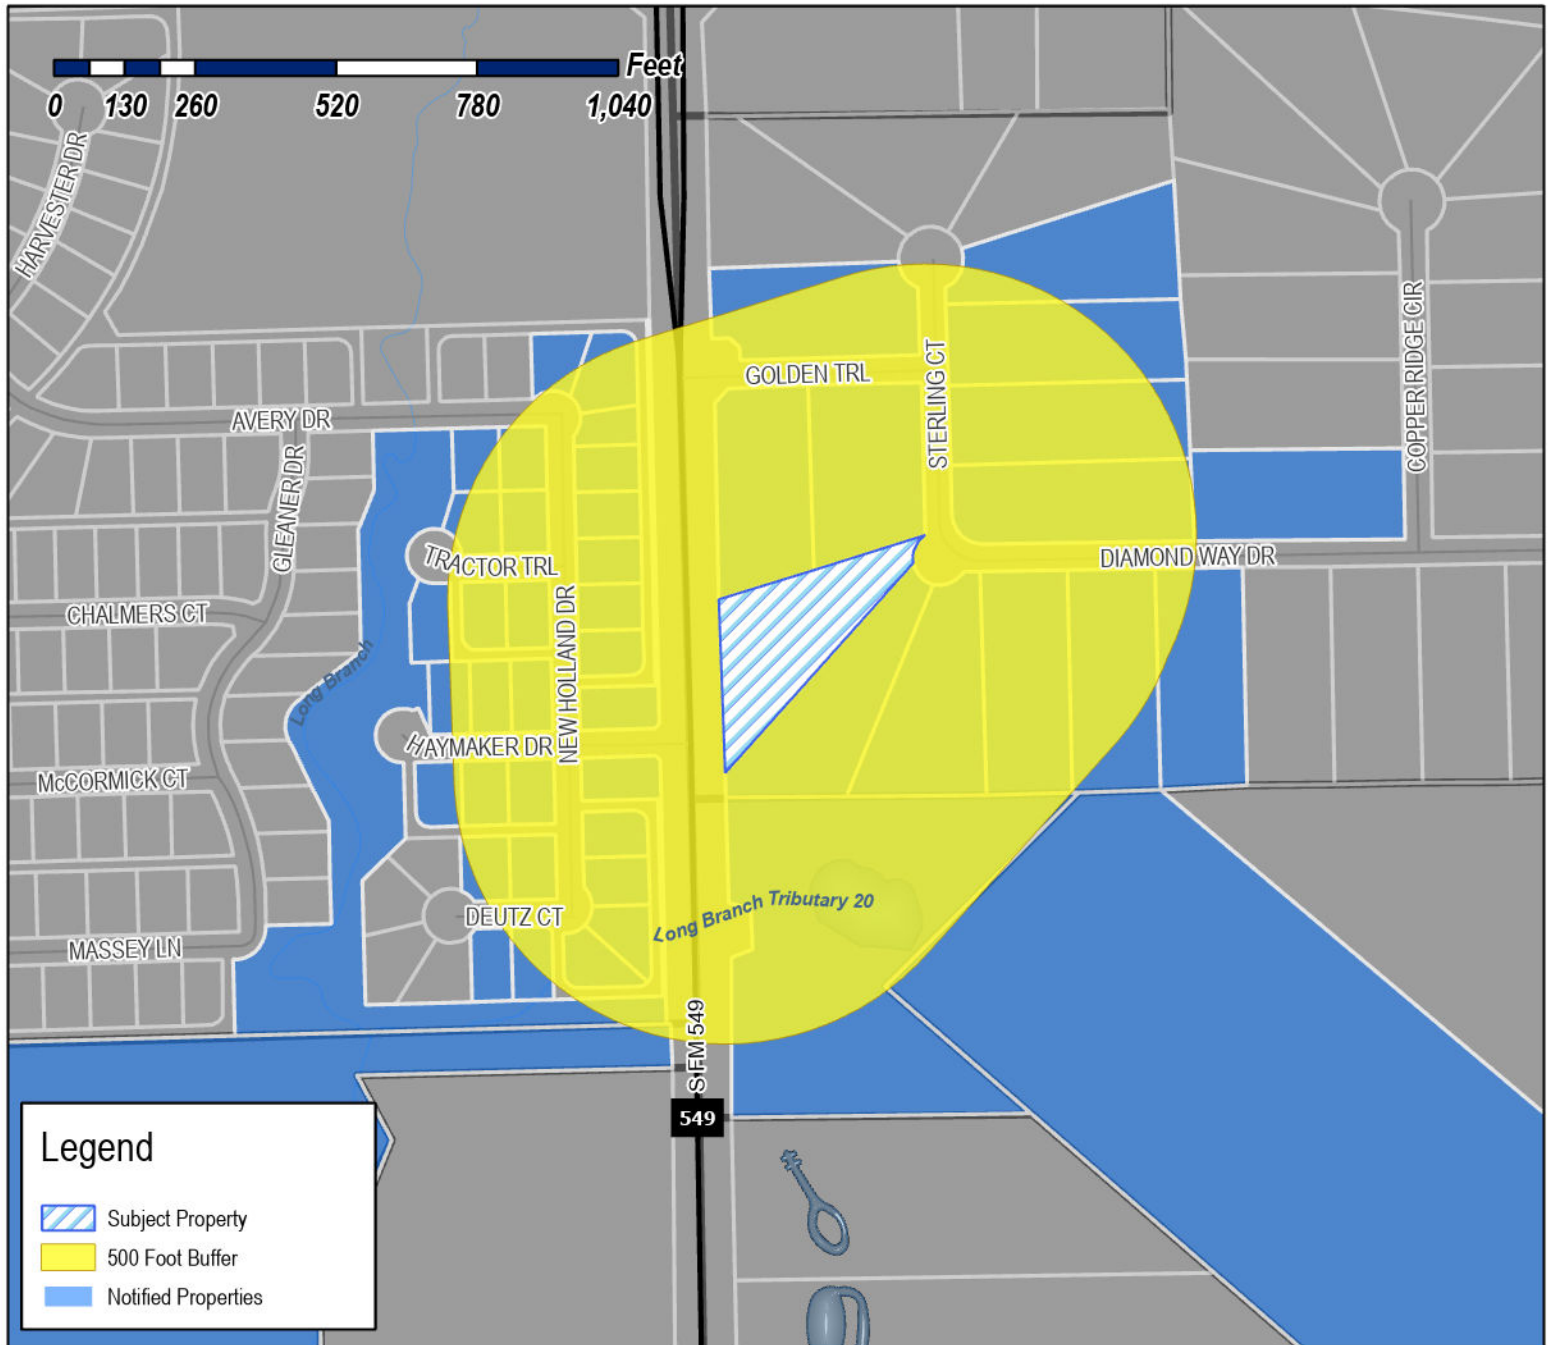 Feet
0 130 260 520 780 1,040
HARVESTER DR
AVERY DR
GLEANER DR
GOLDEN TRL
STERLING CT
COPPER RIDGE CIR
TRACTOR TRL
DIAMOND WAY DR
CHALMERS CT
NEW HOLLAND DR
Long Branch
HAYMAKER DR
McCORMICK CT
DEUTZ CT
Long Branch Tributary 20
MASSEY LN
S FM 549
549
Legend
Subject Property
500 Foot Buffer
Notified Properties